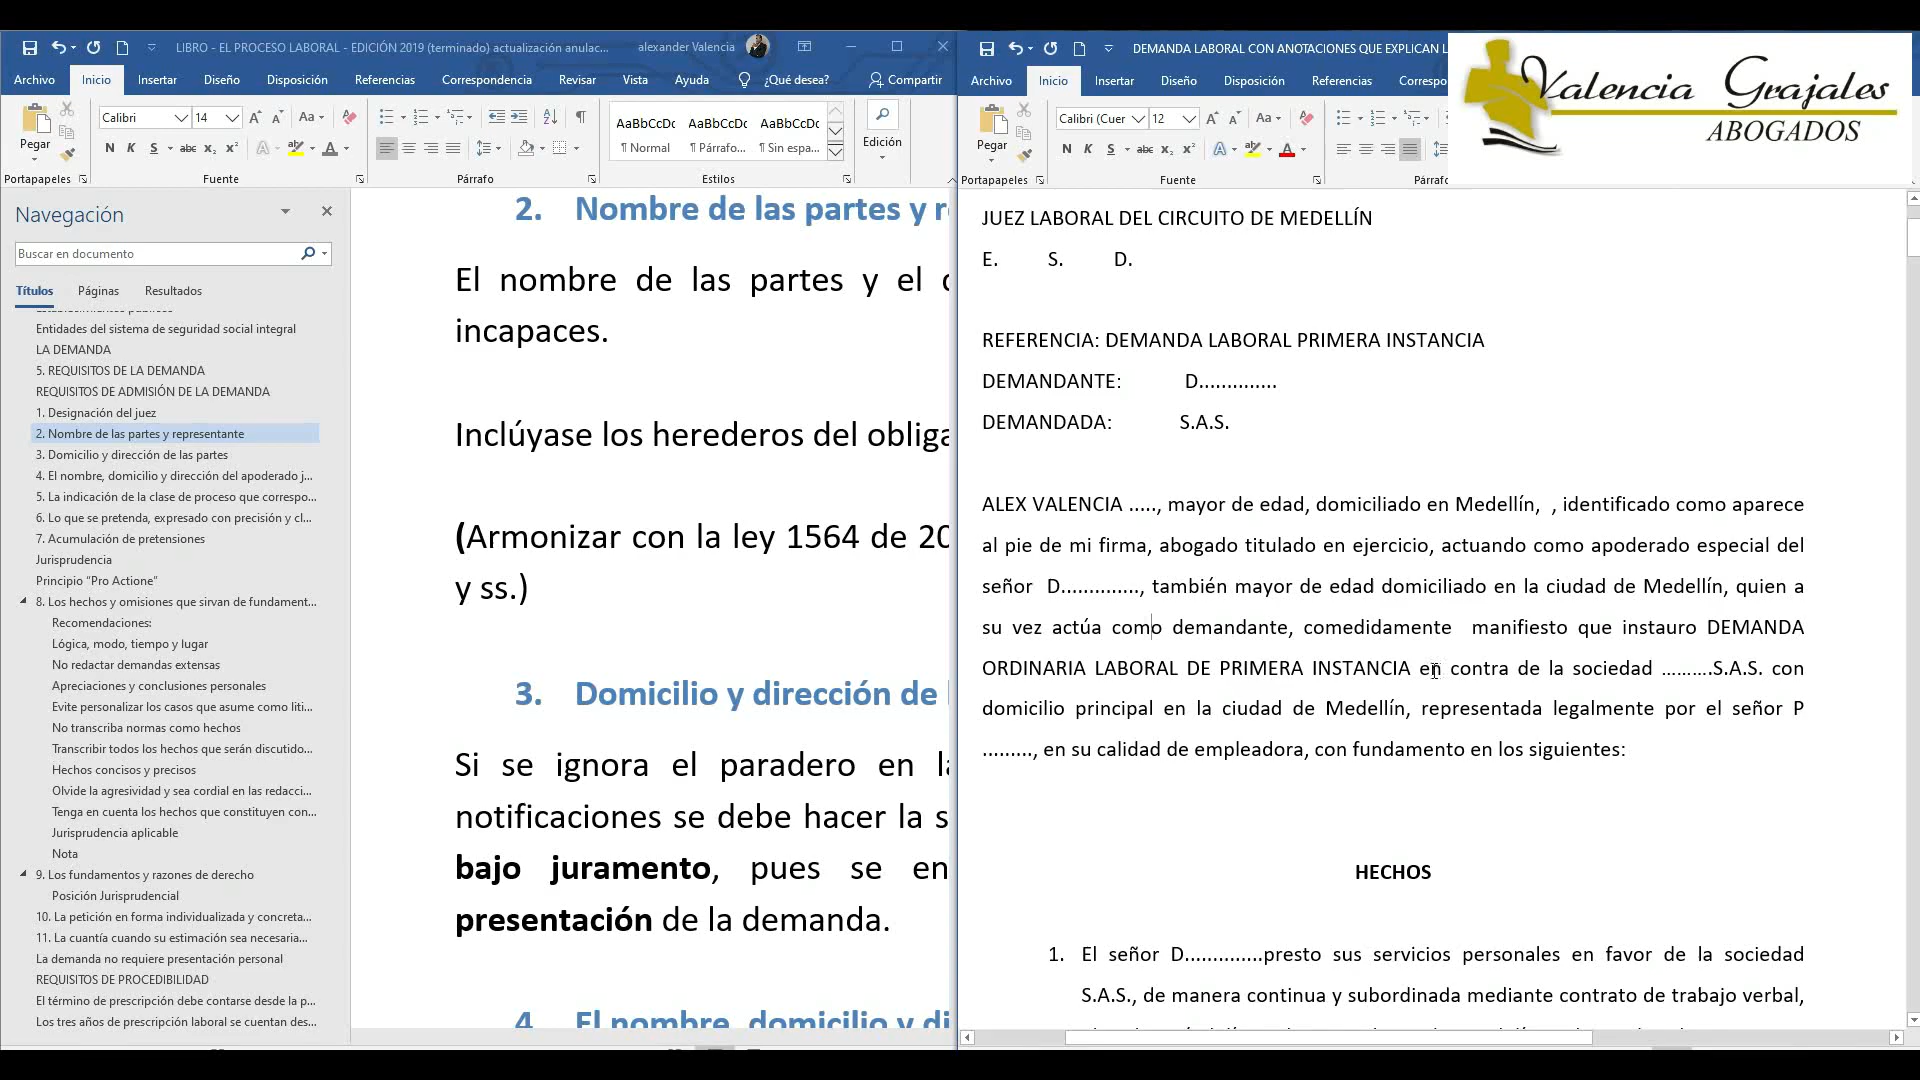 LIBRO - EL PROCESO LABORAL - EDICIÓN 2019 (terminado) actualización anulac...
alexander Valencia
Archivo Inicio Insertar Diseño Disposición Referencias Correspondencia Revisar Vista Ayuda ¿Qué desea? Compartir
Calibri 14
Pegar
N K S abc x₂ x²
AaBbCcDc AaBbCcDc AaBbCcDc
¶ Normal ¶ Párrafo... ¶ Sin espa...
Edición
Portapapeles Fuente Párrafo Estilos
Navegación
Buscar en documento
Títulos Páginas Resultados
Entidades del sistema de seguridad social integral
LA DEMANDA
5. REQUISITOS DE LA DEMANDA
REQUISITOS DE ADMISIÓN DE LA DEMANDA
1. Designación del juez
2. Nombre de las partes y representante
3. Domicilio y dirección de las partes
4. El nombre, domicilio y dirección del apoderado j...
5. La indicación de la clase de proceso que correspo...
6. Lo que se pretenda, expresado con precisión y cl...
7. Acumulación de pretensiones
Jurisprudencia
Principio “Pro Actione”
8. Los hechos y omisiones que sirvan de fundament...
Recomendaciones:
Lógica, modo, tiempo y lugar
No redactar demandas extensas
Apreciaciones y conclusiones personales
Evite personalizar los casos que asume como liti...
No transcriba normas como hechos
Transcribir todos los hechos que serán discutido...
Hechos concisos y precisos
Olvide la agresividad y sea cordial en las redacci...
Tenga en cuenta los hechos que constituyen con...
Jurisprudencia aplicable
Nota
9. Los fundamentos y razones de derecho
Posición Jurisprudencial
10. La petición en forma individualizada y concreta...
11. La cuantía cuando su estimación sea necesaria...
La demanda no requiere presentación personal
REQUISITOS DE PROCEDIBILIDAD
El término de prescripción debe contarse desde la p...
Los tres años de prescripción laboral se cuentan des...
2. Nombre de las partes y r
El nombre de las partes y el
incapaces.
Inclúyase los herederos del obliga
(Armonizar con la ley 1564 de 20
y ss.)
3. Domicilio y dirección de
Si se ignora el paradero en la
notificaciones se debe hacer la s
bajo juramento, pues se en
presentación de la demanda.
4 El nombre, domicilio y di
DEMANDA LABORAL CON ANOTACIONES QUE EXPLICAN L
Archivo Inicio Insertar Diseño Disposición Referencias Correspo
Calibri (Cuer 12
Pegar
N K S abc x₂ x²
Portapapeles Fuente Párraf
Valencia Grajales
ABOGADOS
JUEZ LABORAL DEL CIRCUITO DE MEDELLÍN
E. S. D.
REFERENCIA: DEMANDA LABORAL PRIMERA INSTANCIA
DEMANDANTE: D..............
DEMANDADA: S.A.S.
ALEX VALENCIA ....., mayor de edad, domiciliado en Medellín, , identificado como aparece
al pie de mi firma, abogado titulado en ejercicio, actuando como apoderado especial del
señor D.............., también mayor de edad domiciliado en la ciudad de Medellín, quien a
su vez actúa como demandante, comedidamente manifiesto que instauro DEMANDA
ORDINARIA LABORAL DE PRIMERA INSTANCIA en contra de la sociedad ..........S.A.S. con
domicilio principal en la ciudad de Medellín, representada legalmente por el señor P
........., en su calidad de empleadora, con fundamento en los siguientes:
HECHOS
1. El señor D..............presto sus servicios personales en favor de la sociedad
S.A.S., de manera continua y subordinada mediante contrato de trabajo verbal,